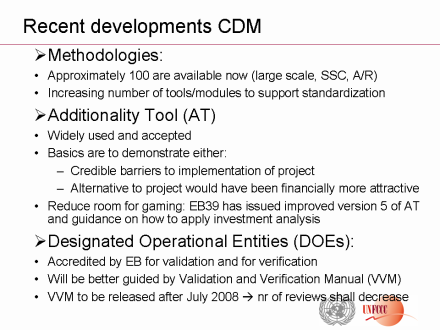 Recent developments CDM
➢Methodologies:
• Approximately 100 are available now (large scale, SSC, A/R)
• Increasing number of tools/modules to support standardization
➢Additionality Tool (AT)
• Widely used and accepted
• Basics are to demonstrate either:
– Credible barriers to implementation of project
– Alternative to project would have been financially more attractive
• Reduce room for gaming: EB39 has issued improved version 5 of AT
and guidance on how to apply investment analysis
➢Designated Operational Entities (DOEs):
• Accredited by EB for validation and for verification
• Will be better guided by Validation and Verification Manual (VVM)
• VVM to be released after July 2008 → nr of reviews shall decrease
UNFCCC